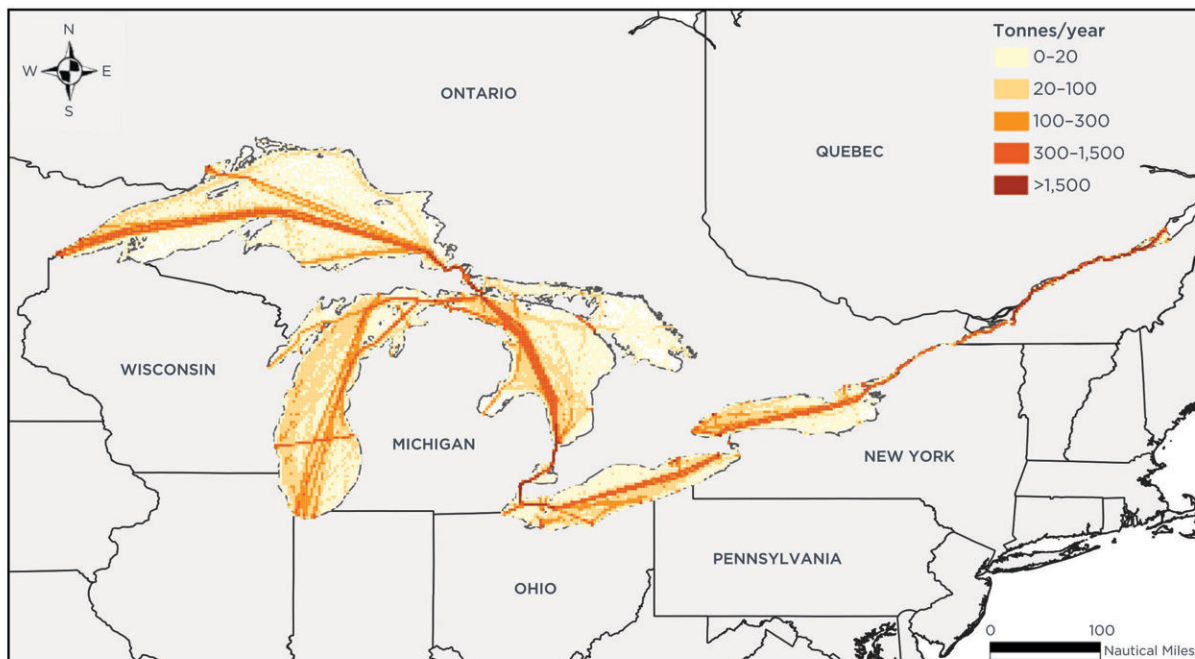 N
W E
S
Tonnes/year
0–20
20–100
100–300
300–1,500
>1,500
ONTARIO
QUEBEC
WISCONSIN
MICHIGAN
NEW YORK
PENNSYLVANIA
OHIO
0 100
Nautical Miles